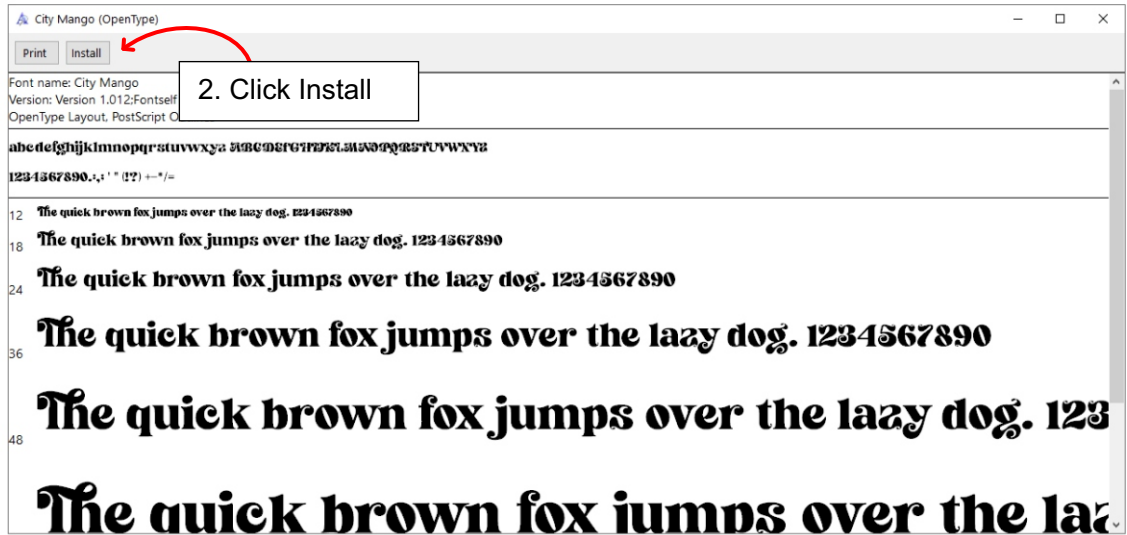 City Mango (OpenType)
Print Install
2. Click Install
Font name: City Mango
Version: Version 1.012;Fontself
OpenType Layout, PostScript
abcdefghijklmnopqrstuvwxyz ABCDEFGHIJKLMNOPQRSTUVWXYZ
1234567890.:,; ' " (!?) +-*/=
12 The quick brown fox jumps over the lazy dog. 1234567890
18 The quick brown fox jumps over the lazy dog. 1234567890
24 The quick brown fox jumps over the lazy dog. 1234567890
36 The quick brown fox jumps over the lazy dog. 1234567890
48 The quick brown fox jumps over the lazy dog. 123
The quick brown fox jumps over the laz